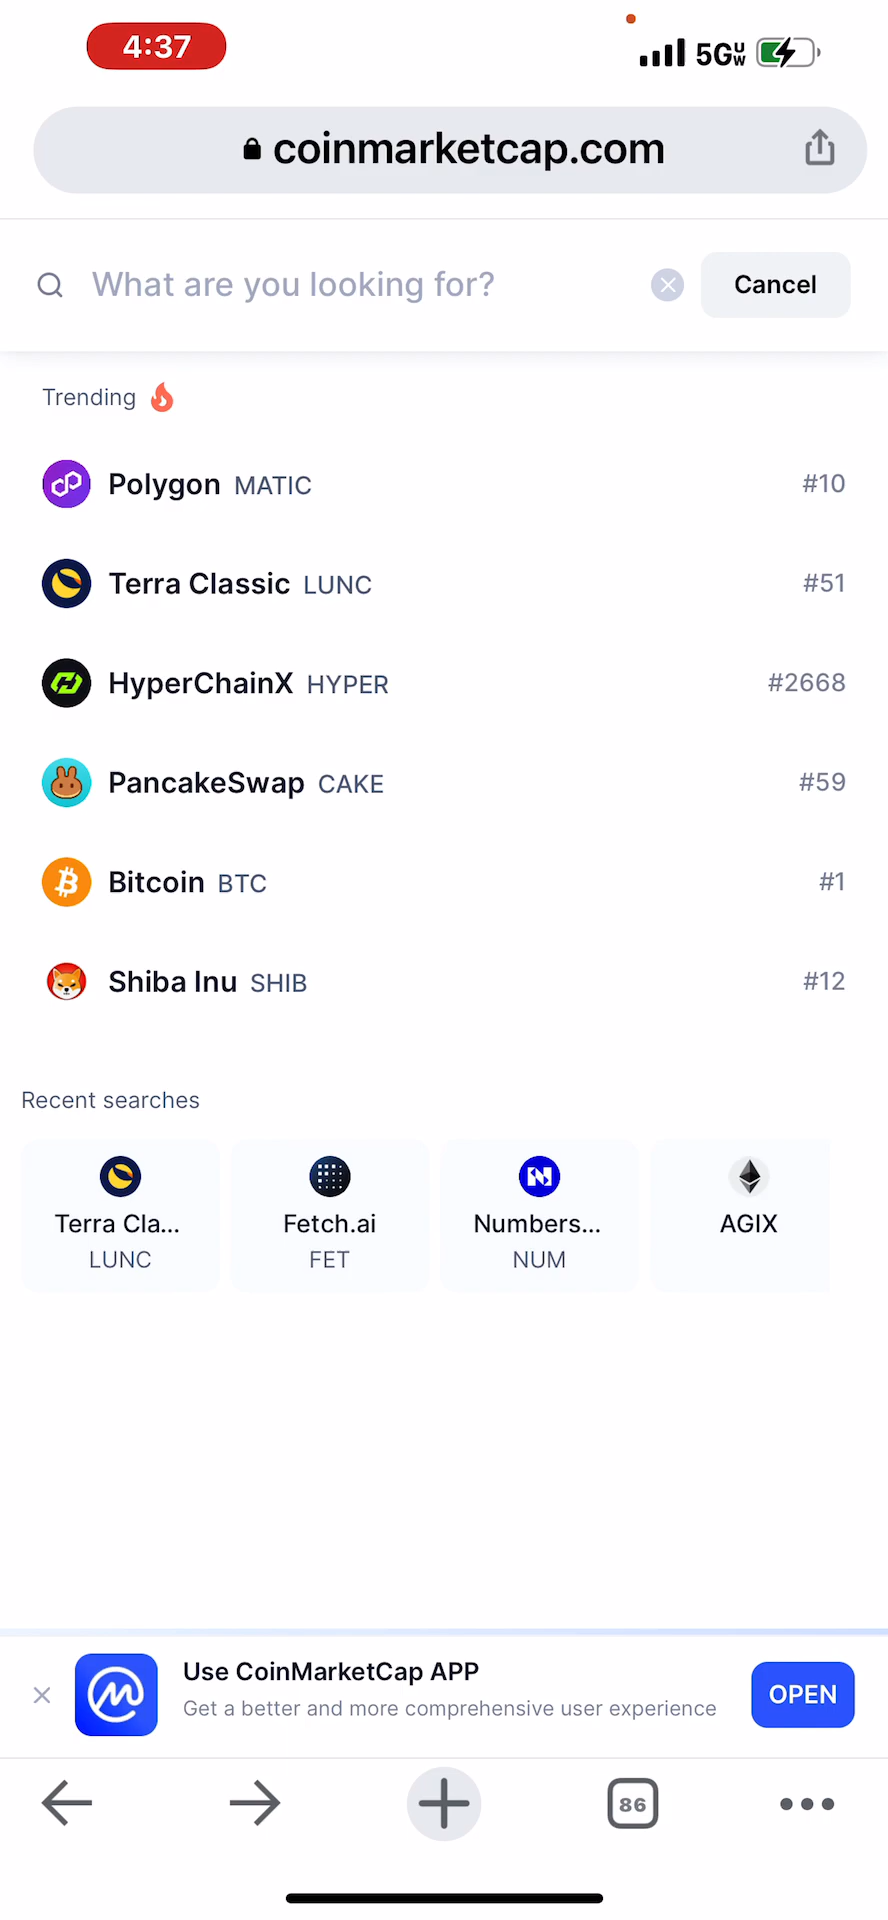 4:37
5G UW
coinmarketcap.com
What are you looking for?
Cancel
Trending
Polygon MATIC #10
Terra Classic LUNC #51
HyperChainX HYPER #2668
PancakeSwap CAKE #59
Bitcoin BTC #1
Shiba Inu SHIB #12
Recent searches
Terra Cla... Fetch.ai Numbers... AGIX
LUNC FET NUM
Use CoinMarketCap APP
Get a better and more comprehensive user experience
OPEN
86